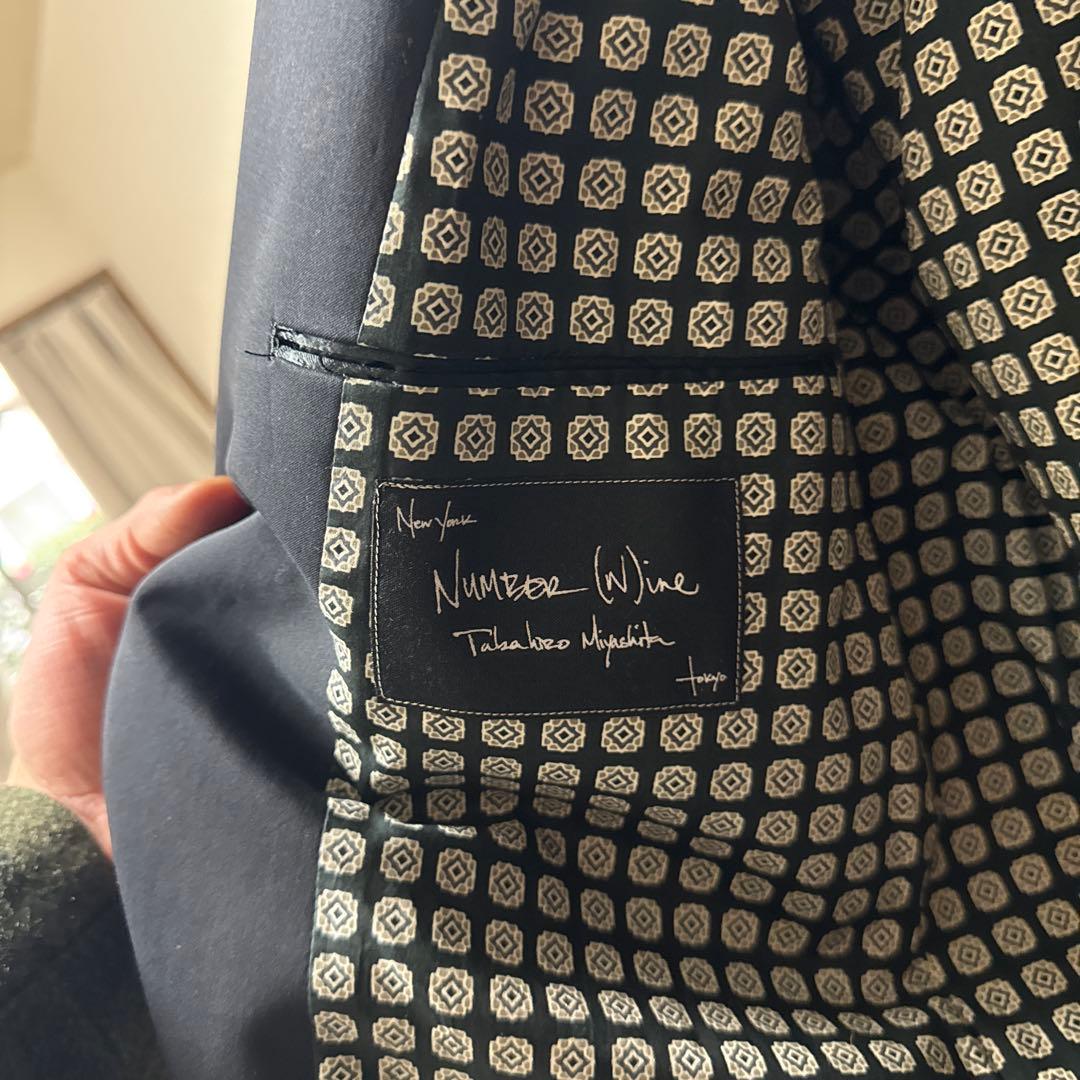 New York
NUMBER (N)ine
Takahiro Miyashita
tokyo